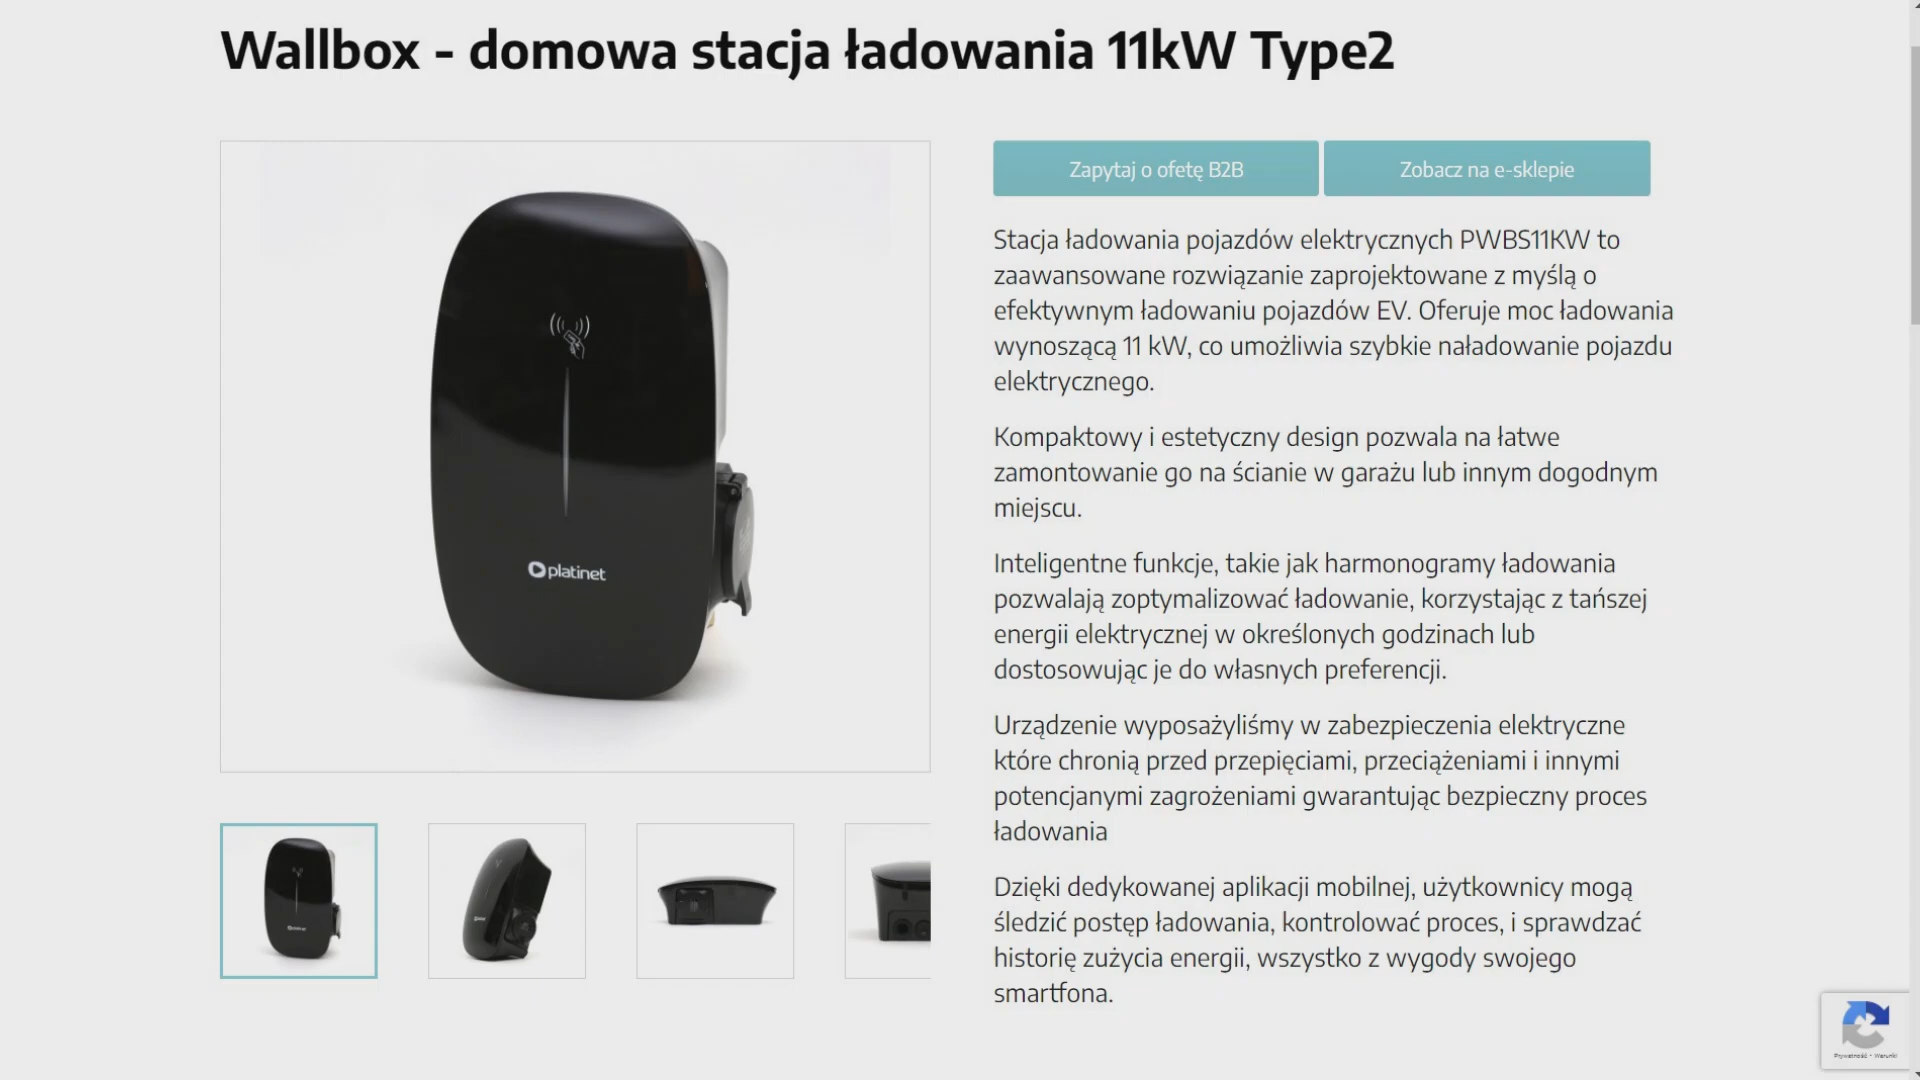 Wallbox - domowa stacja ładowania 11kW Type2
Zapytaj o ofetę B2B
Zobacz na e-sklepie
platinet
Stacja ładowania pojazdów elektrycznych PWBS11KW to
zaawansowane rozwiązanie zaprojektowane z myślą o
efektywnym ładowaniu pojazdów EV. Oferuje moc ładowania
wynoszącą 11 kW, co umożliwia szybkie naładowanie pojazdu
elektrycznego.
Kompaktowy i estetyczny design pozwala na łatwe
zamontowanie go na ścianie w garażu lub innym dogodnym
miejscu.
Inteligentne funkcje, takie jak harmonogramy ładowania
pozwalają zoptymalizować ładowanie, korzystając z tańszej
energii elektrycznej w określonych godzinach lub
dostosowując je do własnych preferencji.
Urządzenie wyposażyliśmy w zabezpieczenia elektryczne
które chronią przed przepięciami, przeciążeniami i innymi
potencjanymi zagrożeniami gwarantując bezpieczny proces
ładowania
Dzięki dedykowanej aplikacji mobilnej, użytkownicy mogą
śledzić postęp ładowania, kontrolować proces, i sprawdzać
historię zużycia energii, wszystko z wygody swojego
smartfona.
Prywatność - Warunki